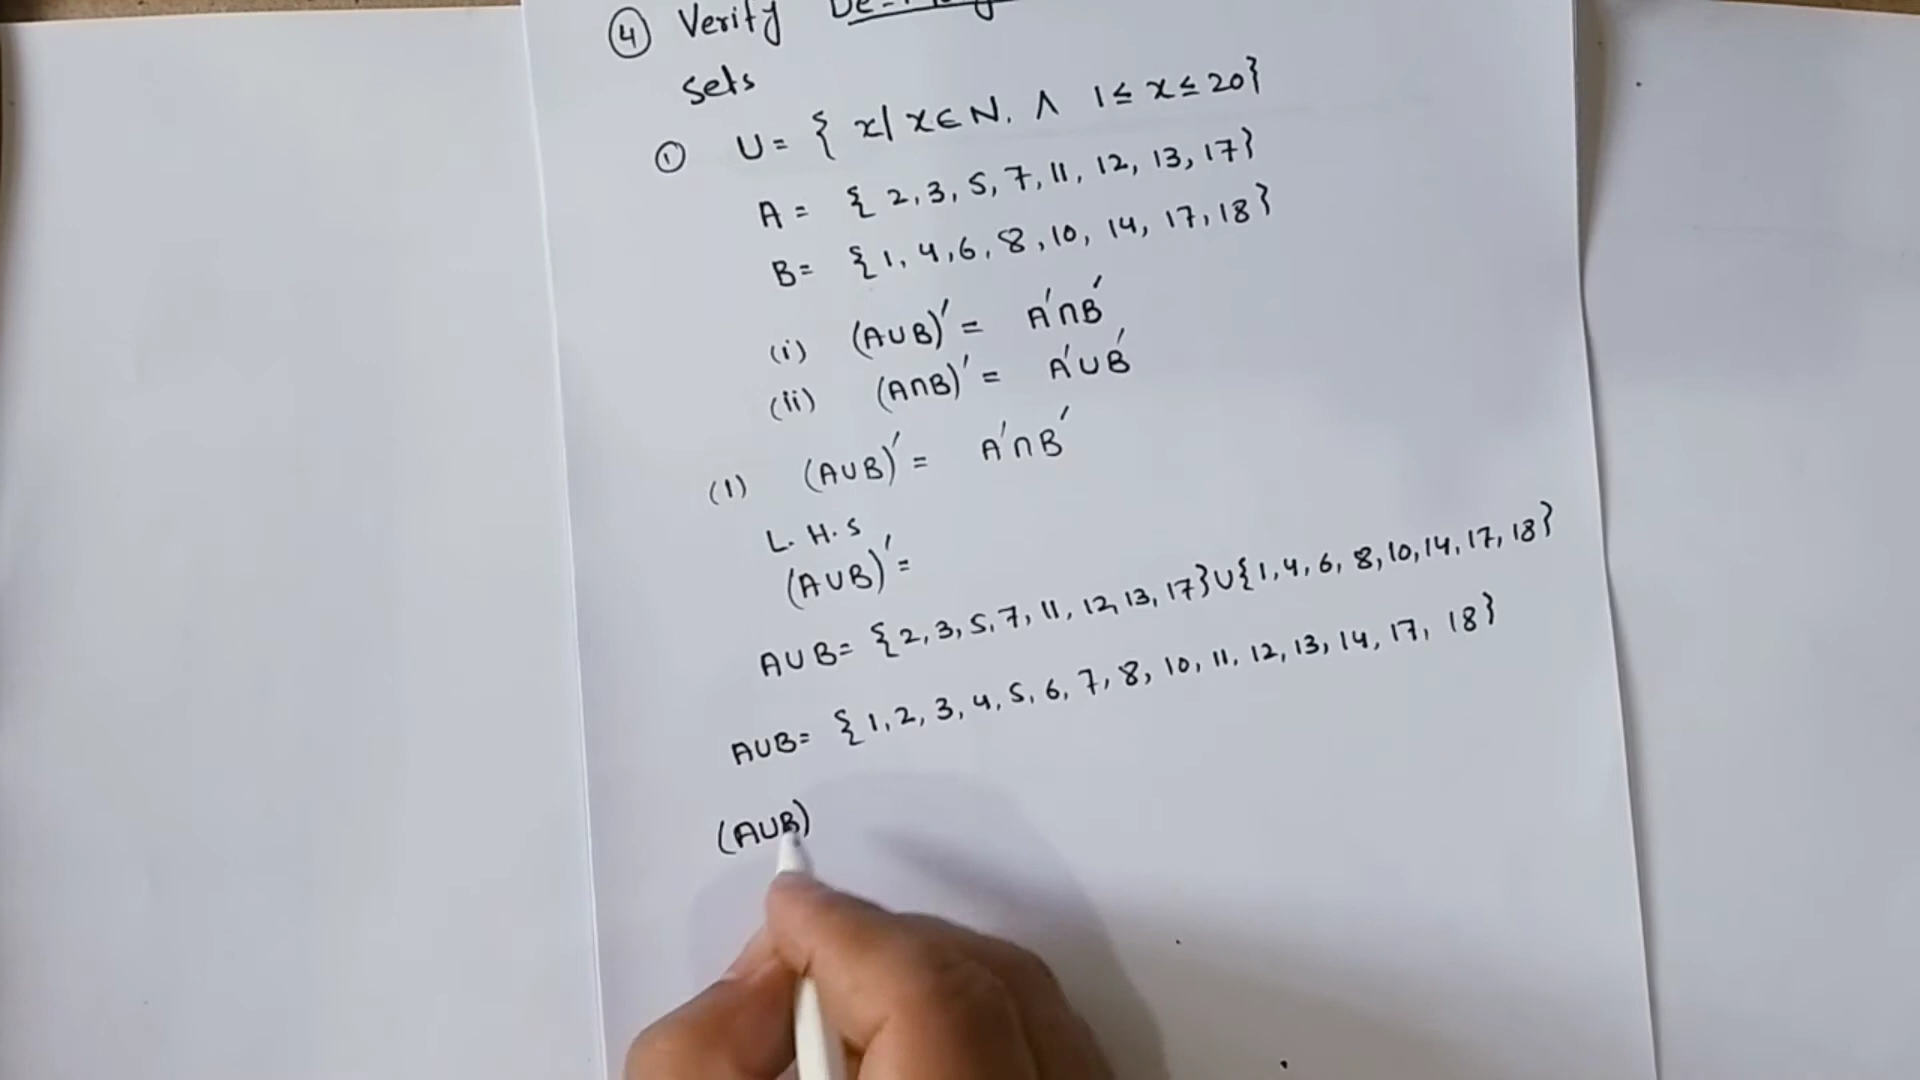 ④ Verify
sets
① U = { x | x ∈ N, ∧ 1 ≤ x ≤ 20}
A = { 2, 3, 5, 7, 11, 12, 13, 17}
B = { 1, 4, 6, 8, 10, 14, 17, 18}
(i) (A∪B)′ = A′∩B′
(ii) (A∩B)′ = A′∪B′
(1) (A∪B)′ = A′∩B′
L.H.S
(A∪B)′ =
A∪B = {2, 3, 5, 7, 11, 12, 13, 17}∪{1, 4, 6, 8, 10, 14, 17, 18}
A∪B = {1, 2, 3, 4, 5, 6, 7, 8, 10, 11, 12, 13, 14, 17, 18}
(A∪B)